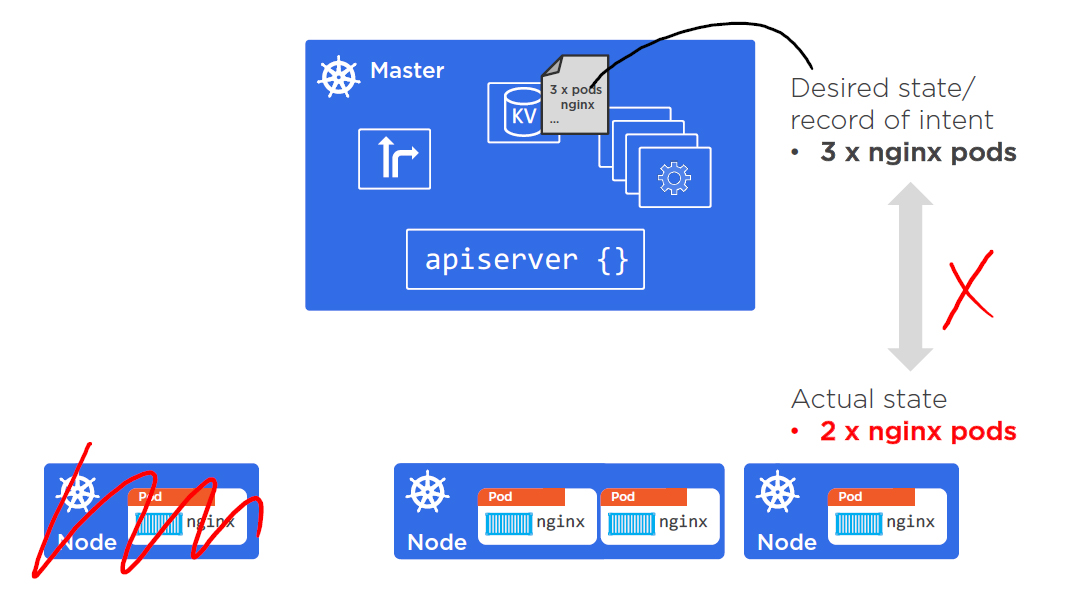 Master
3 x pods
nginx
...
KV
apiserver {}
Desired state/
record of intent
• 3 x nginx pods
Actual state
• 2 x nginx pods
Pod
nginx
Node
Pod
nginx
Pod
nginx
Node
Pod
nginx
Node